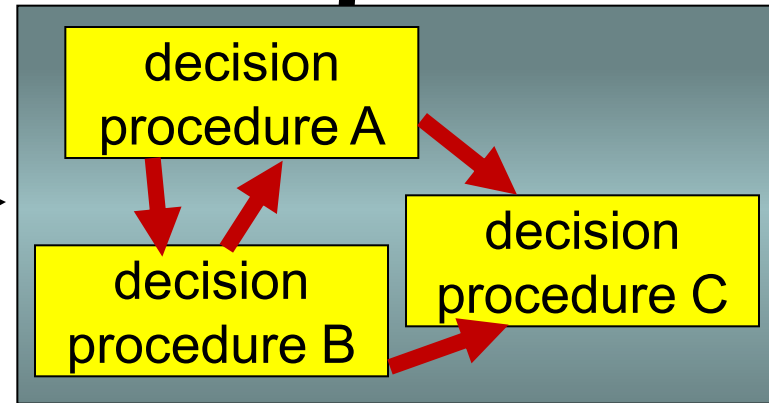 decision
procedure A
decision
procedure B
decision
procedure C